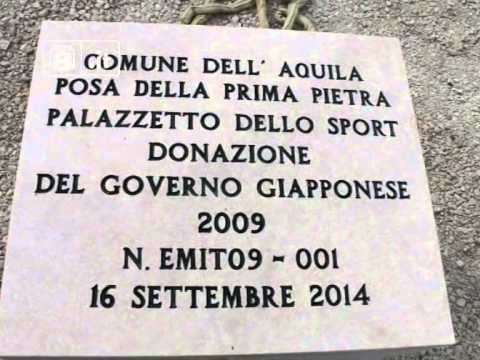 COMUNE DELL' AQUILA
POSA DELLA PRIMA PIETRA
PALAZZETTO DELLO SPORT
DONAZIONE
DEL GOVERNO GIAPPONESE
2009
N. EMIT09 - 001
16 SETTEMBRE 2014